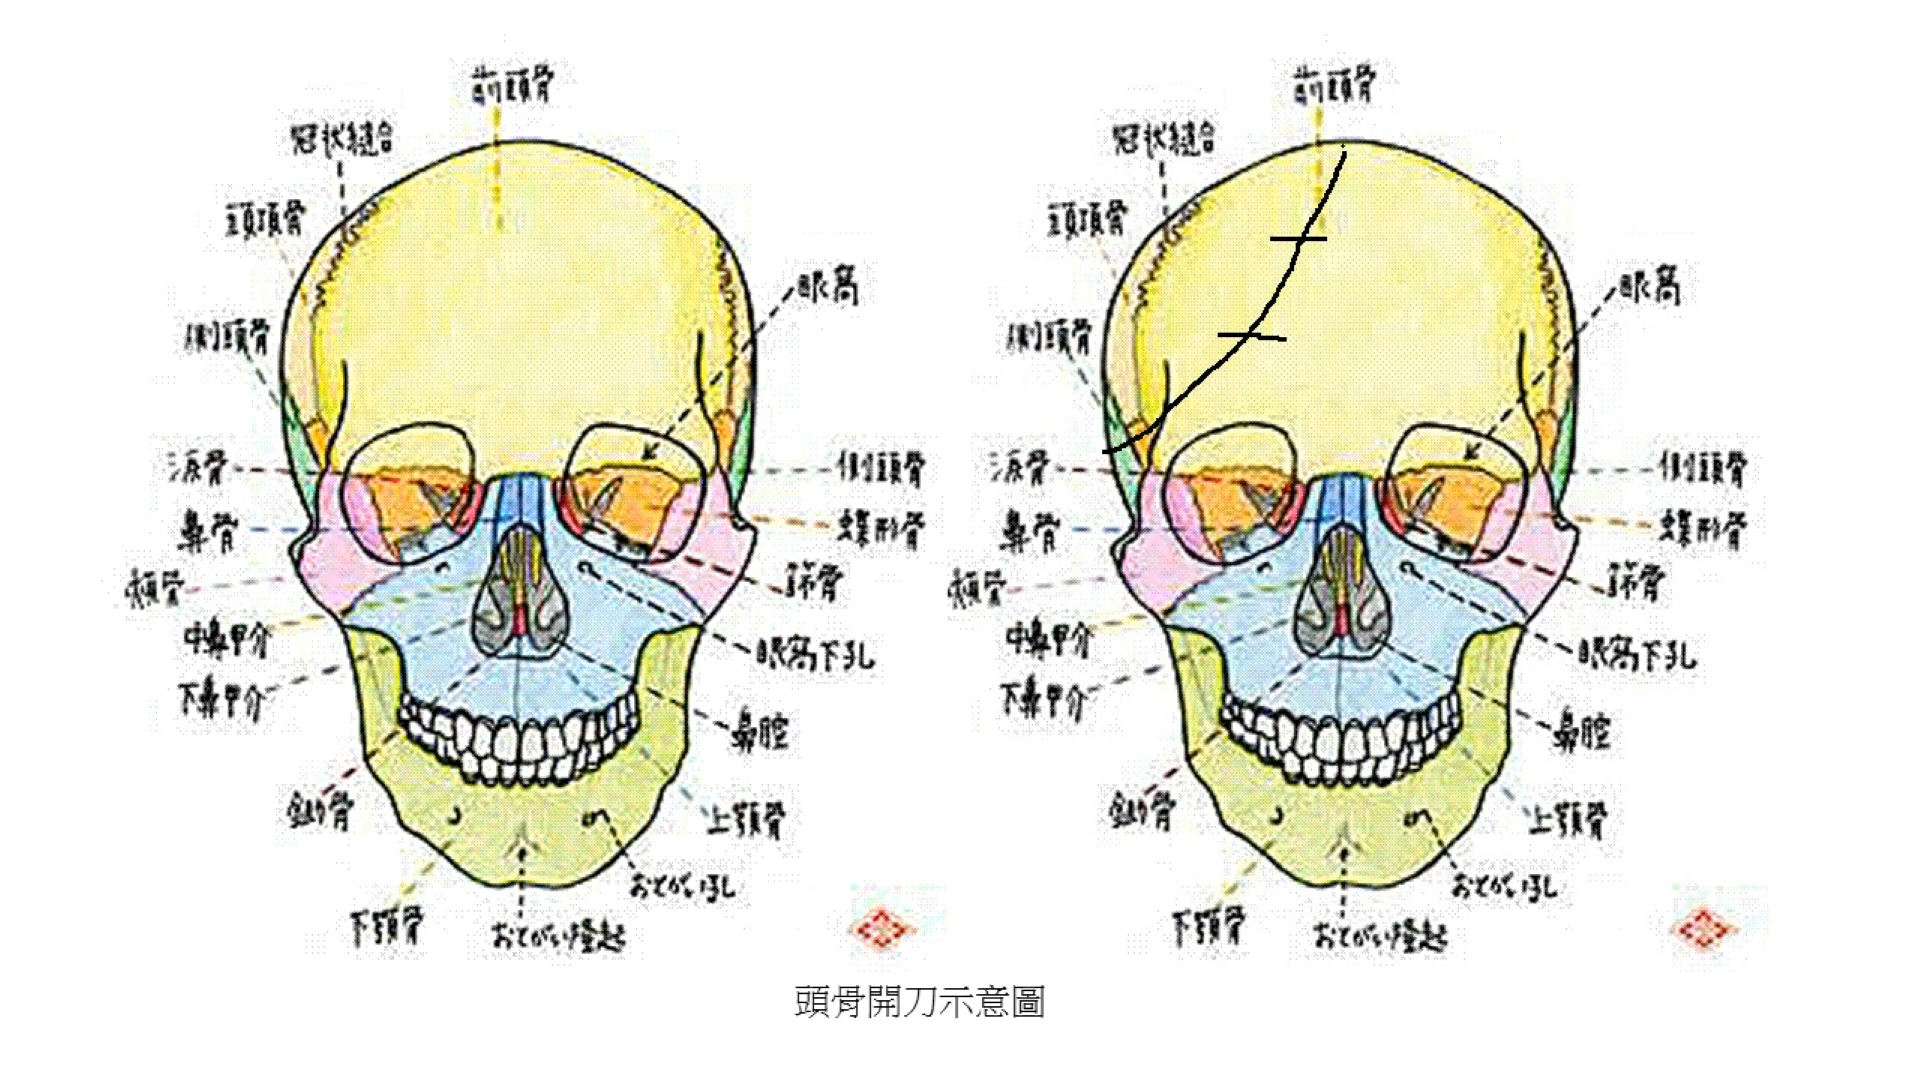 前頭骨
冠状縫合
頭頂骨
側頭骨
眼窩
涙骨
側頭骨
鼻骨
蝶形骨
頬骨
篩骨
中鼻甲介
眼窩下孔
下鼻甲介
鼻腔
鋤骨
上顎骨
おとがい孔
下顎骨
おとがい隆起
前頭骨
冠状縫合
頭頂骨
側頭骨
眼窩
涙骨
側頭骨
鼻骨
蝶形骨
頬骨
篩骨
中鼻甲介
眼窩下孔
下鼻甲介
鼻腔
鋤骨
上顎骨
おとがい孔
下顎骨
おとがい隆起
頭骨開刀示意圖